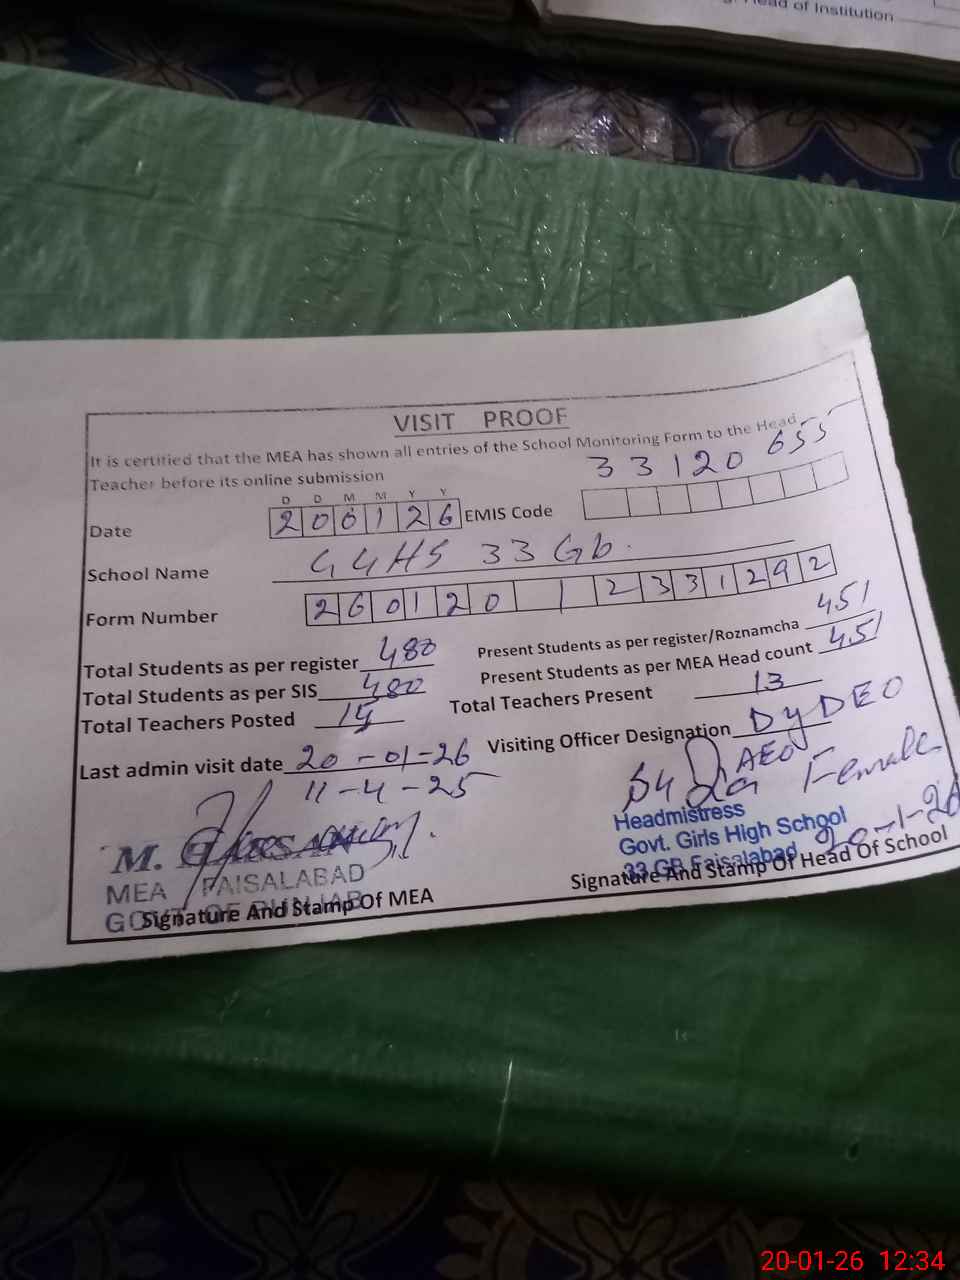 Head of Institution
VISIT PROOF
It is certified that the MEA has shown all entries of the School Monitoring Form to the Head
Teacher before its online submission
33120655
D D M M Y Y
Date 200126 EMIS Code
School Name GGHS 33 Gb.
Form Number 260120 1 2331292
Total Students as per register 480 Present Students as per register/Roznamcha 451
Total Students as per SIS 480 Present Students as per MEA Head count 451
Total Teachers Posted 15 Total Teachers Present 13
Last admin visit date 20-01-26 Visiting Officer Designation DyDEO
11-4-25 AEO Female
Headmistress
Govt. Girls High School
33 GB Faisalabad 20-1-26
M.
MEA FAISALABAD
GOVT OF PUNJAB
Signature And Stamp Of MEA Signature And Stamp Of Head Of School
20-01-26 12:34